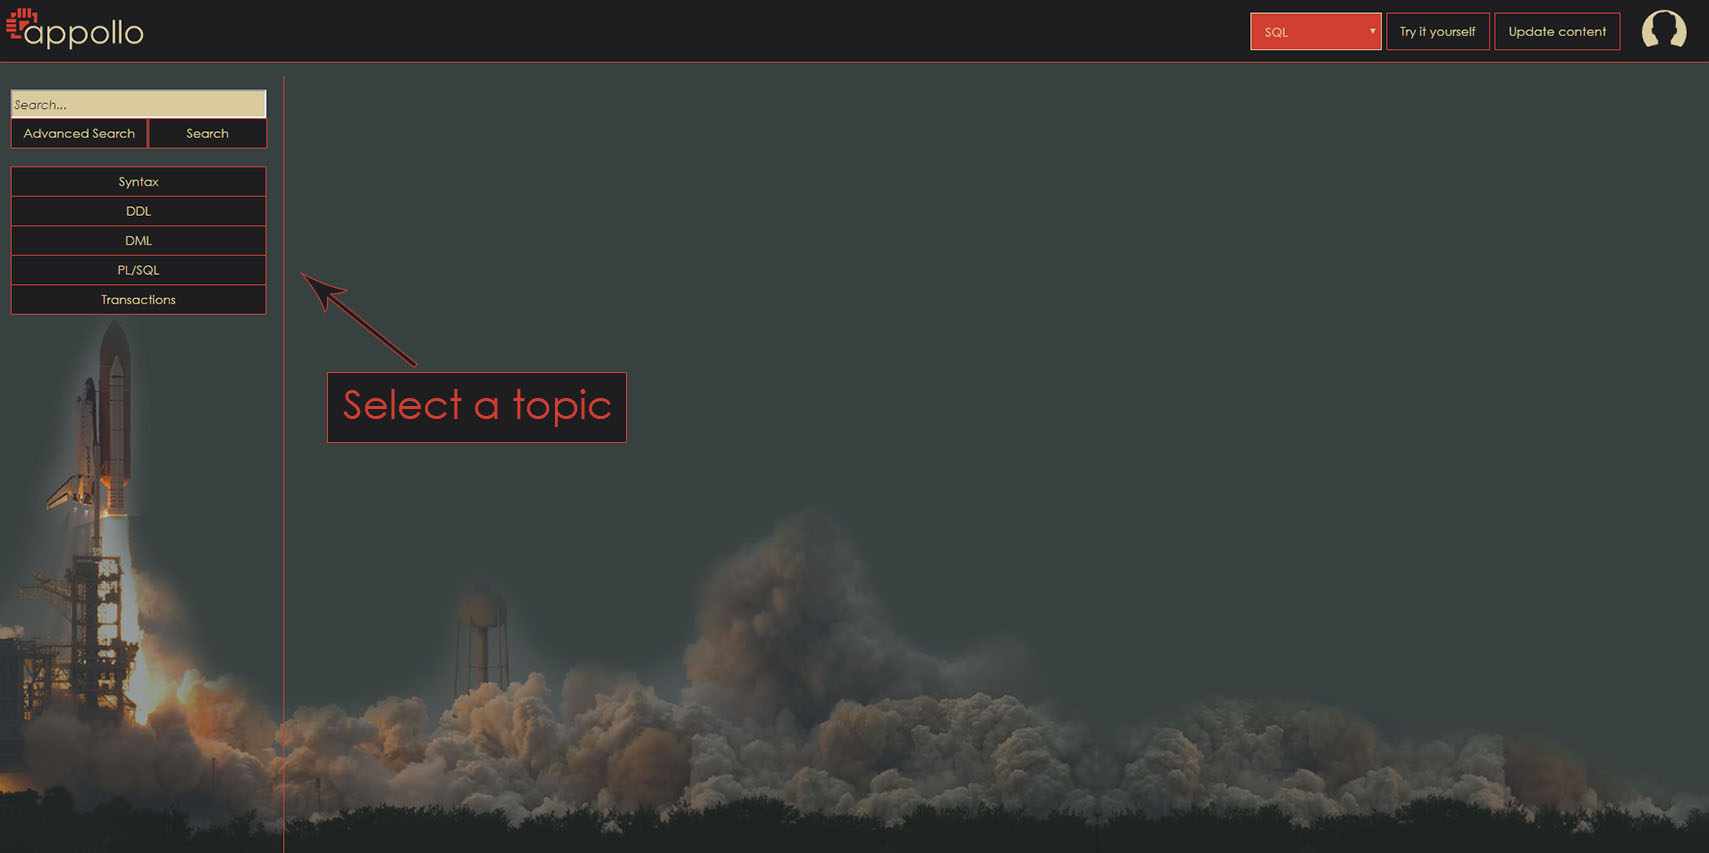 appollo
SQL
Try it yourself
Update content
Search...
Advanced Search
Search
Syntax
DDL
DML
PL/SQL
Transactions
Select a topic